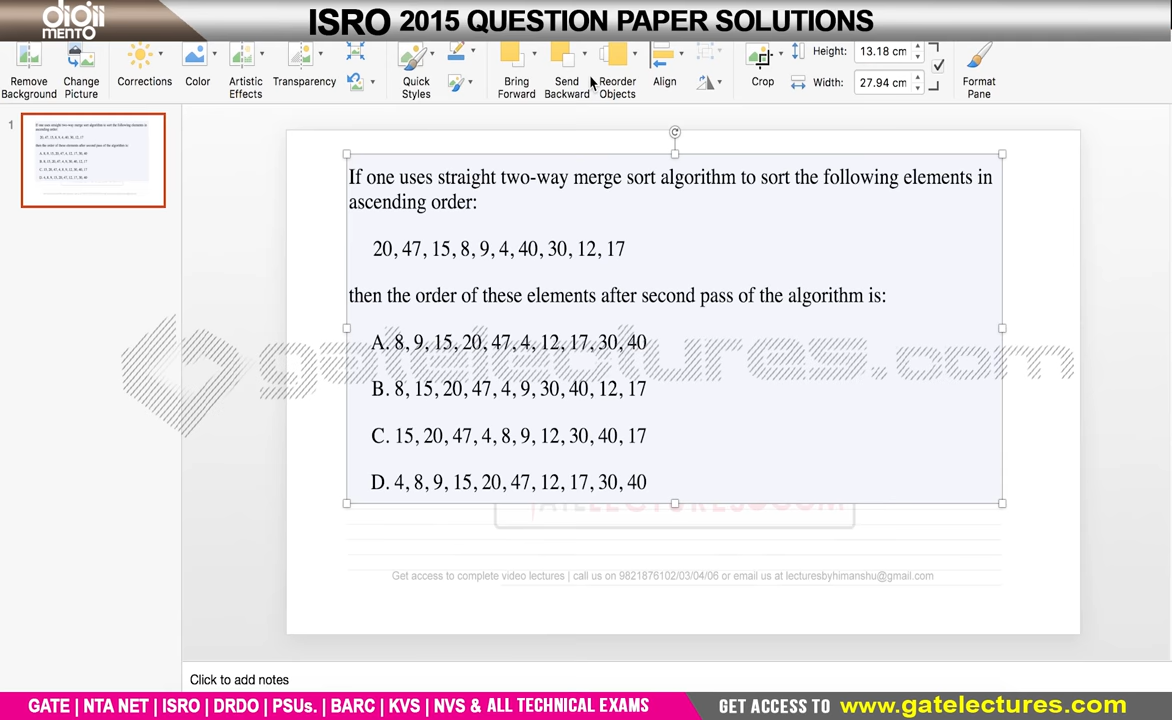 digii
MENTO
ISRO 2015 QUESTION PAPER SOLUTIONS
Remove Background
Change Picture
Corrections
Color
Artistic Effects
Transparency
Quick Styles
Bring Forward
Send Backward
Reorder Objects
Align
Crop
Height: 13.18 cm
Width: 27.94 cm
Format Pane
1
If one uses straight two-way merge sort algorithm to sort the following elements in
ascending order:
20, 47, 15, 8, 9, 4, 40, 30, 12, 17
then the order of these elements after second pass of the algorithm is:
A. 8, 9, 15, 20, 47, 4, 12, 17, 30, 40
B. 8, 15, 20, 47, 4, 9, 30, 40, 12, 17
C. 15, 20, 47, 4, 8, 9, 12, 30, 40, 17
D. 4, 8, 9, 15, 20, 47, 12, 17, 30, 40
gatelectures.com
Get access to complete video lectures | call us on 9821876102/03/04/06 or email us at lecturesbyhimanshu@gmail.com
Click to add notes
GATE | NTA NET | ISRO | DRDO | PSUs. | BARC | KVS | NVS & ALL TECHNICAL EXAMS
GET ACCESS TO www.gatelectures.com